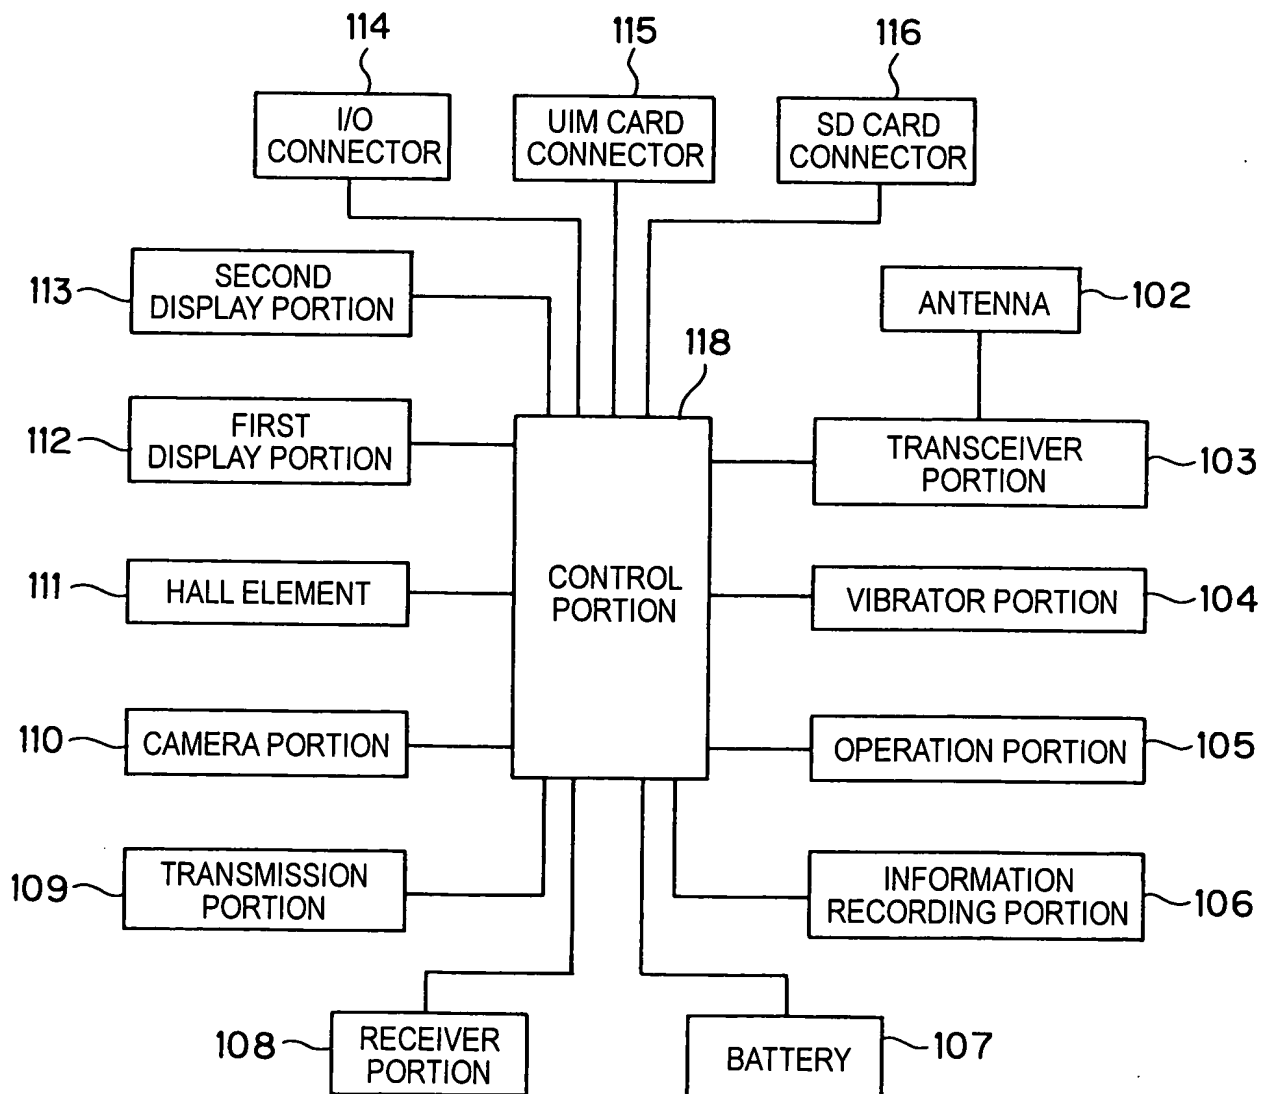 114
115
116
I/O
CONNECTOR
UIM CARD
CONNECTOR
SD CARD
CONNECTOR
113
SECOND
DISPLAY PORTION
ANTENNA
102
118
112
FIRST
DISPLAY PORTION
TRANSCEIVER
PORTION
103
111
HALL ELEMENT
CONTROL
PORTION
VIBRATOR PORTION
104
110
CAMERA PORTION
OPERATION PORTION
105
109
TRANSMISSION
PORTION
INFORMATION
RECORDING PORTION
106
108
RECEIVER
PORTION
BATTERY
107